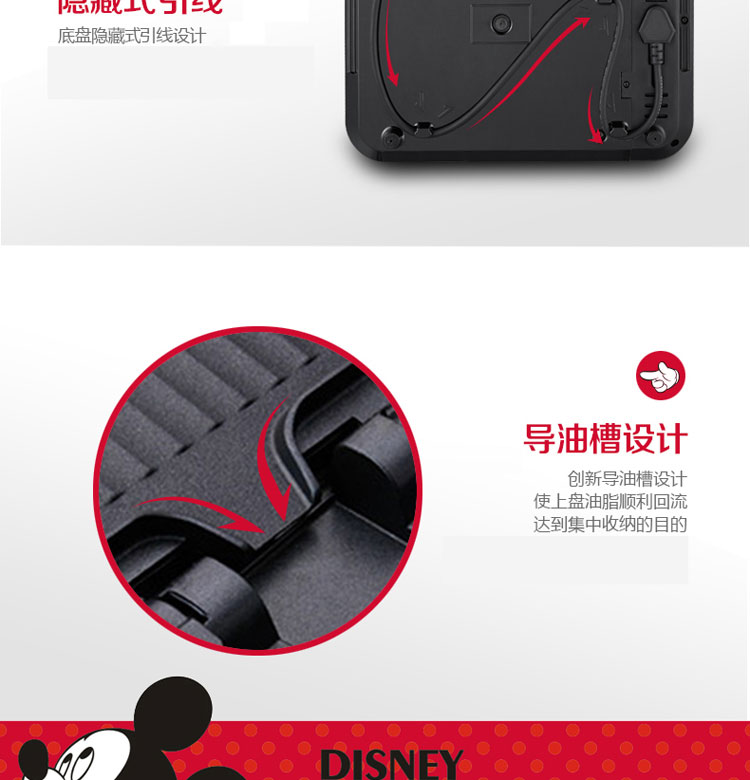 隐藏式引线
底盘隐藏式引线设计
导油槽设计
创新导油槽设计
使上盘油脂顺利回流
达到集中收纳的目的
DISNEY